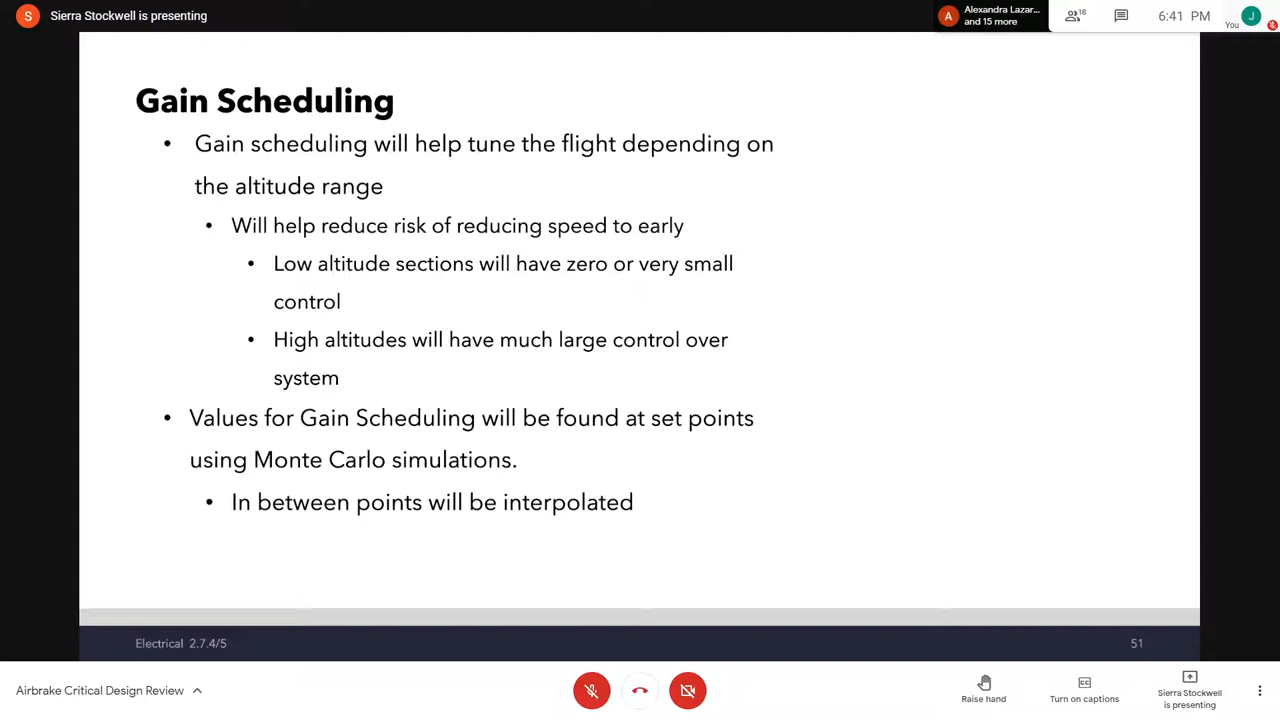 S Sierra Stockwell is presenting
A Alexandra Lazar...
and 15 more
18
6:41 PM
J
You
Gain Scheduling
• Gain scheduling will help tune the flight depending on
the altitude range
• Will help reduce risk of reducing speed to early
• Low altitude sections will have zero or very small
control
• High altitudes will have much large control over
system
• Values for Gain Scheduling will be found at set points
using Monte Carlo simulations.
• In between points will be interpolated
Electrical 2.7.4/5
51
Airbrake Critical Design Review
Raise hand
CC
Turn on captions
Sierra Stockwell
is presenting